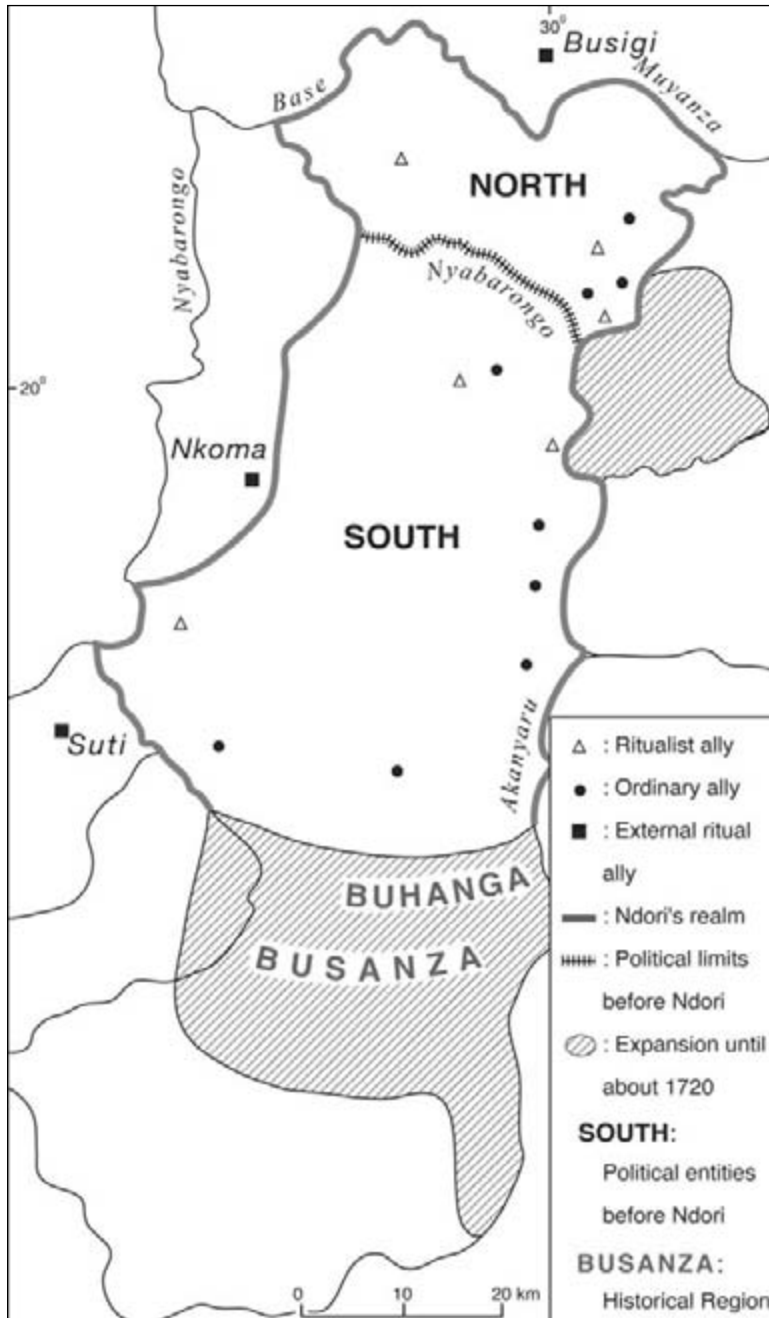 30°
Busigi
Base
Muyanza
NORTH
Nyabarongo
Nyabarongo
20°
Nkoma
SOUTH
Suti
Akanyaru
BUHANGA
BUSANZA
: Ritualist ally
: Ordinary ally
: External ritual
ally
: Ndori's realm
: Political limits
before Ndori
: Expansion until
about 1720
SOUTH:
Political entities
before Ndori
BUSANZA:
Historical Region
0 10 20 km